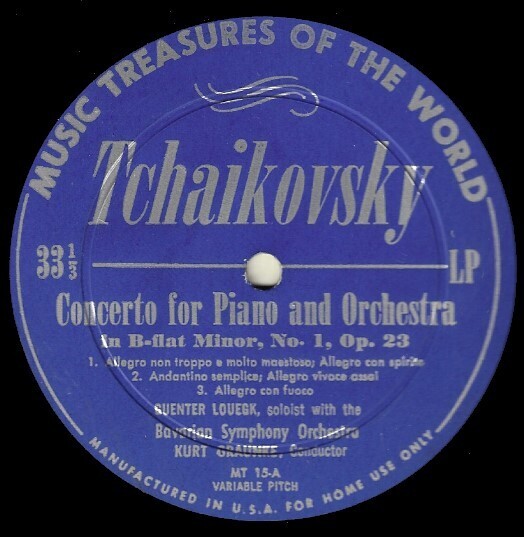 MUSIC TREASURES OF THE WORLD
Tchaikovsky
33 1/3
LP
Concerto for Piano and Orchestra
in B-flat Minor, No. 1, Op. 23
1. Allegro non troppo e molto maestoso; Allegro con spirito
2. Andantino semplice; Allegro vivace assai
3. Allegro con fuoco
GUENTER LOUEGK, soloist with the
Bavarian Symphony Orchestra
KURT GRAUNKE, Conductor
MT 15-A
VARIABLE PITCH
MANUFACTURED IN U.S.A. FOR HOME USE ONLY